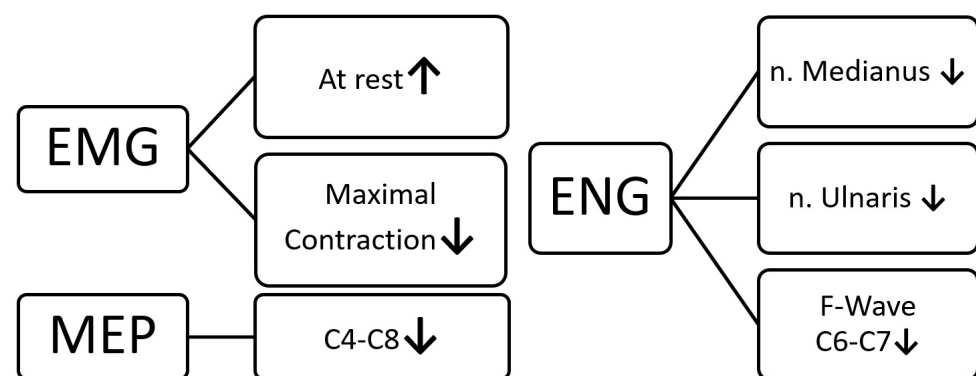 EMG
At rest ↑
Maximal
Contraction ↓
MEP
C4-C8 ↓
ENG
n. Medianus ↓
n. Ulnaris ↓
F-Wave
C6-C7 ↓